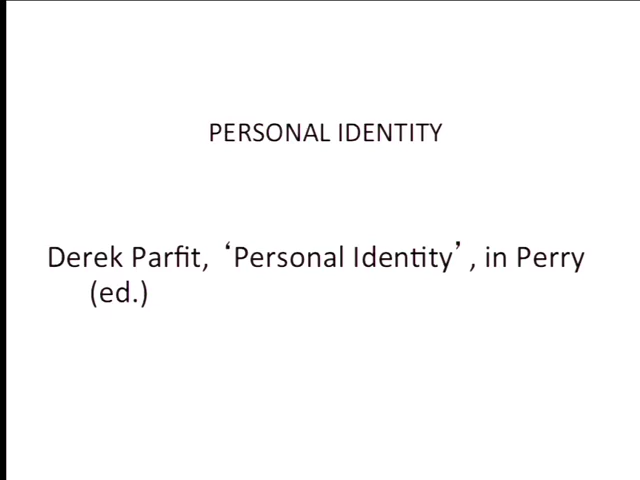 PERSONAL IDENTITY
Derek Parfit, ‘Personal Identity’, in Perry
(ed.)